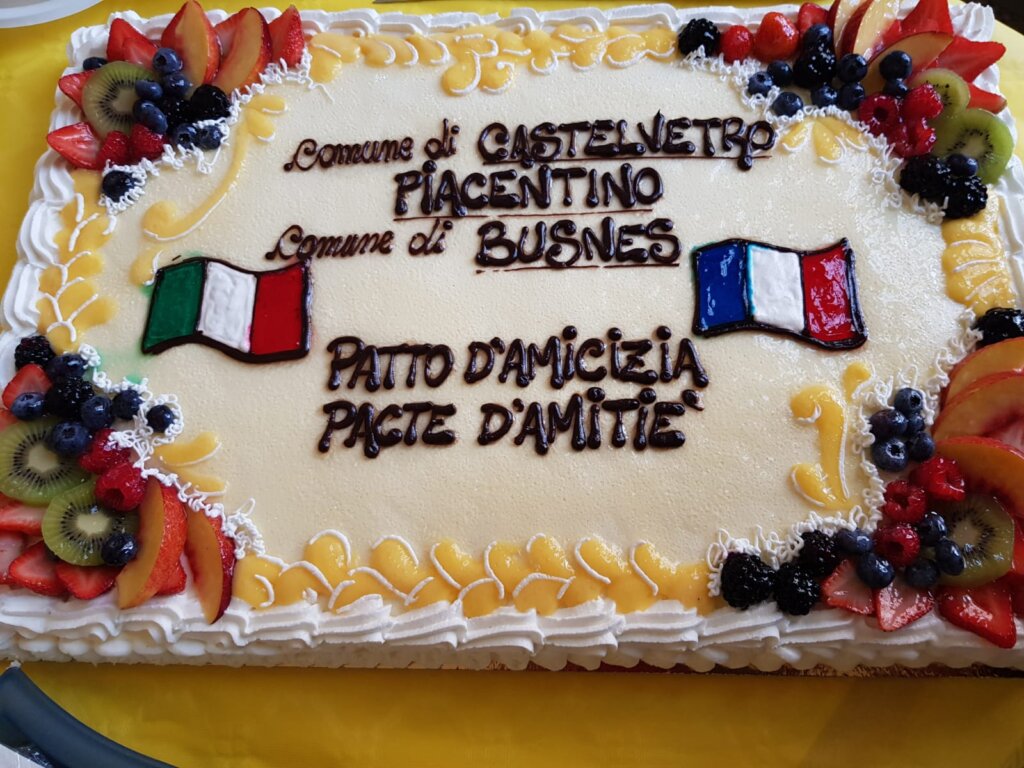 Comune di CASTELVETRO
PIACENTINO
Comune di BUSNES
PATTO D'AMICIZIA
PACTE D'AMITIE`